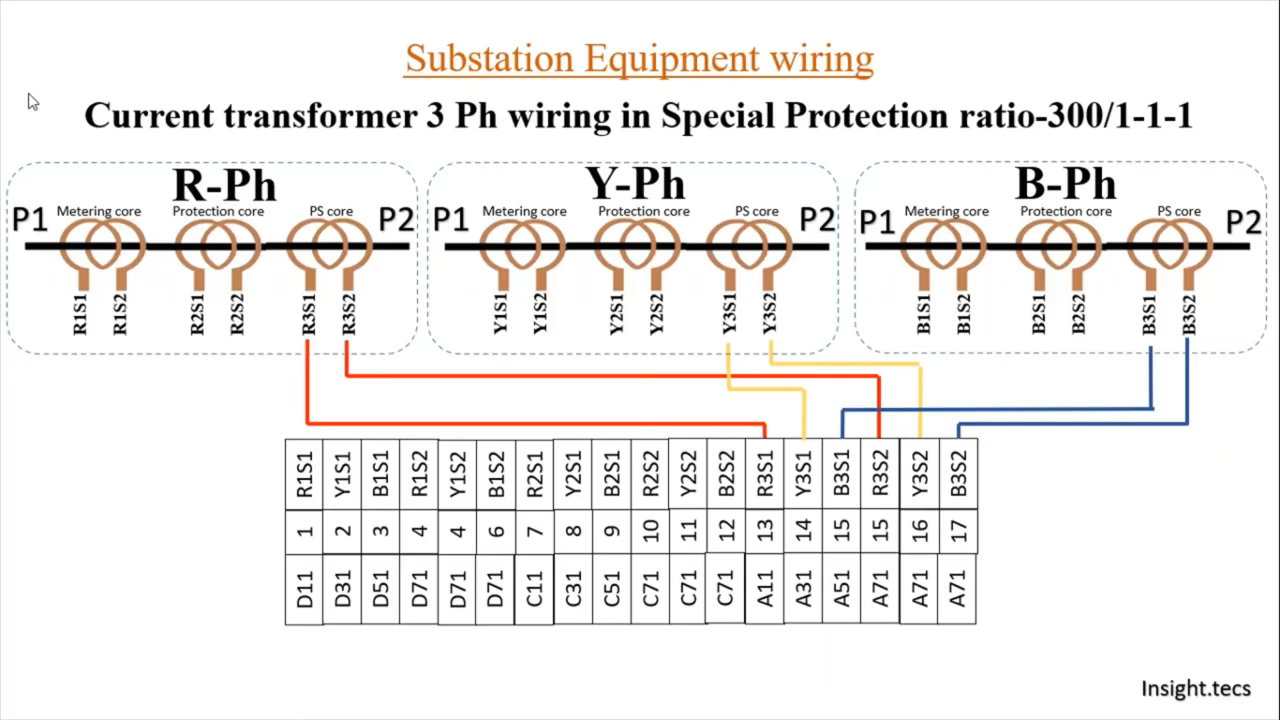 Substation Equipment wiring
Current transformer 3 Ph wiring in Special Protection ratio-300/1-1-1
R-Ph
P1 Metering core Protection core PS core P2
R1S1 R1S2 R2S1 R2S2 R3S1 R3S2
Y-Ph
P1 Metering core Protection core PS core P2
Y1S1 Y1S2 Y2S1 Y2S2 Y3S1 Y3S2
B-Ph
P1 Metering core Protection core PS core P2
B1S1 B1S2 B2S1 B2S2 B3S1 B3S2
R1S1 Y1S1 B1S1 R1S2 Y1S2 B1S2 R2S1 Y2S1 B2S1 R2S2 Y2S2 B2S2 R3S1 Y3S1 B3S1 R3S2 Y3S2 B3S2
1 2 3 4 4 6 7 8 9 10 11 12 13 14 15 15 16 17
D11 D31 D51 D71 D71 D71 C11 C31 C51 C71 C71 C71 A11 A31 A51 A71 A71 A71
Insight.tecs